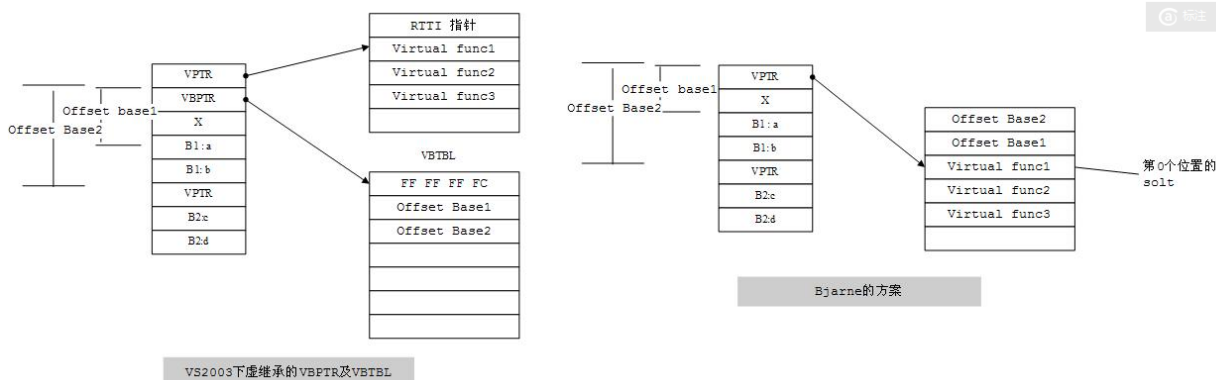 RTTI 指针
Virtual func1
Virtual func2
Virtual func3
VPTR
VBPTR
X
B1:a
B1:b
VPTR
B2:c
B2:d
Offset base1
Offset Base2
VBTBL
FF FF FF FC
Offset Base1
Offset Base2
VS2003下虚继承的VBPTR及VBTBL
标注
Offset base1
Offset Base2
VPTR
X
B1:a
B1:b
VPTR
B2:c
B2:d
Offset Base2
Offset Base1
Virtual func1
Virtual func2
Virtual func3
第0个位置的
solt
Bjarne的方案